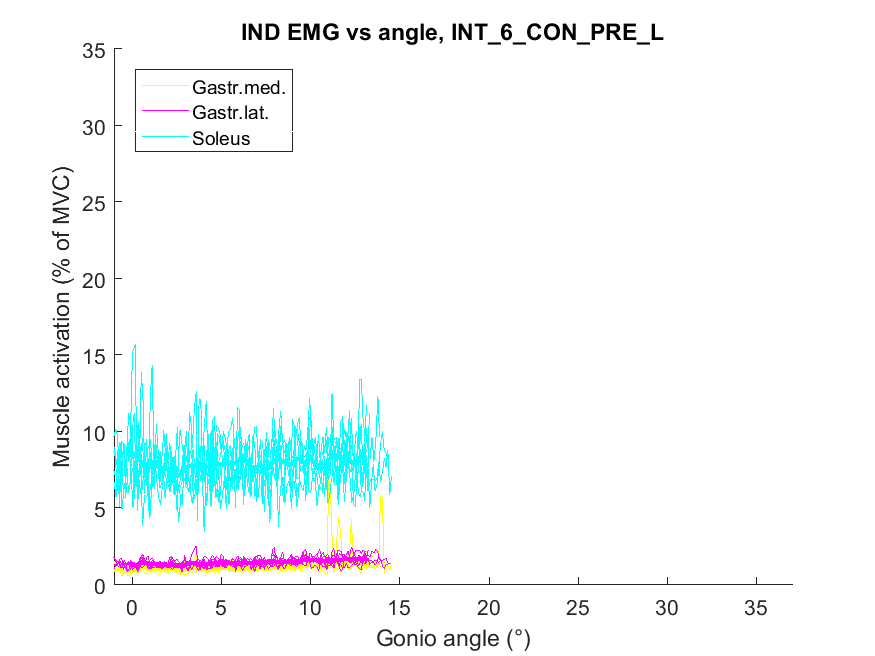 IND EMG vs angle, INT_6_CON_PRE_L
35
30
25
20
15
10
5
0
Muscle activation (% of MVC)
Gastr.med.
Gastr.lat.
Soleus
0 5 10 15 20 25 30 35
Gonio angle (°)